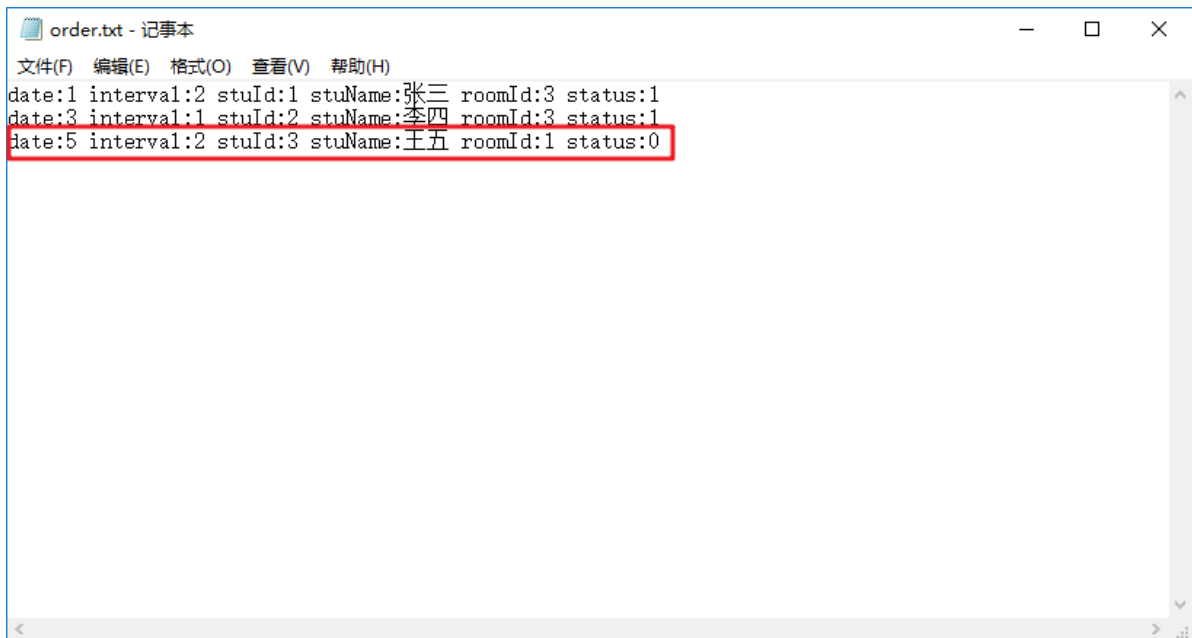 order.txt - 记事本
文件(F) 编辑(E) 格式(O) 查看(V) 帮助(H)
date:1 interval:2 stuId:1 stuName:张三 roomId:3 status:1
date:3 interval:1 stuId:2 stuName:李四 roomId:3 status:1
date:5 interval:2 stuId:3 stuName:王五 roomId:1 status:0